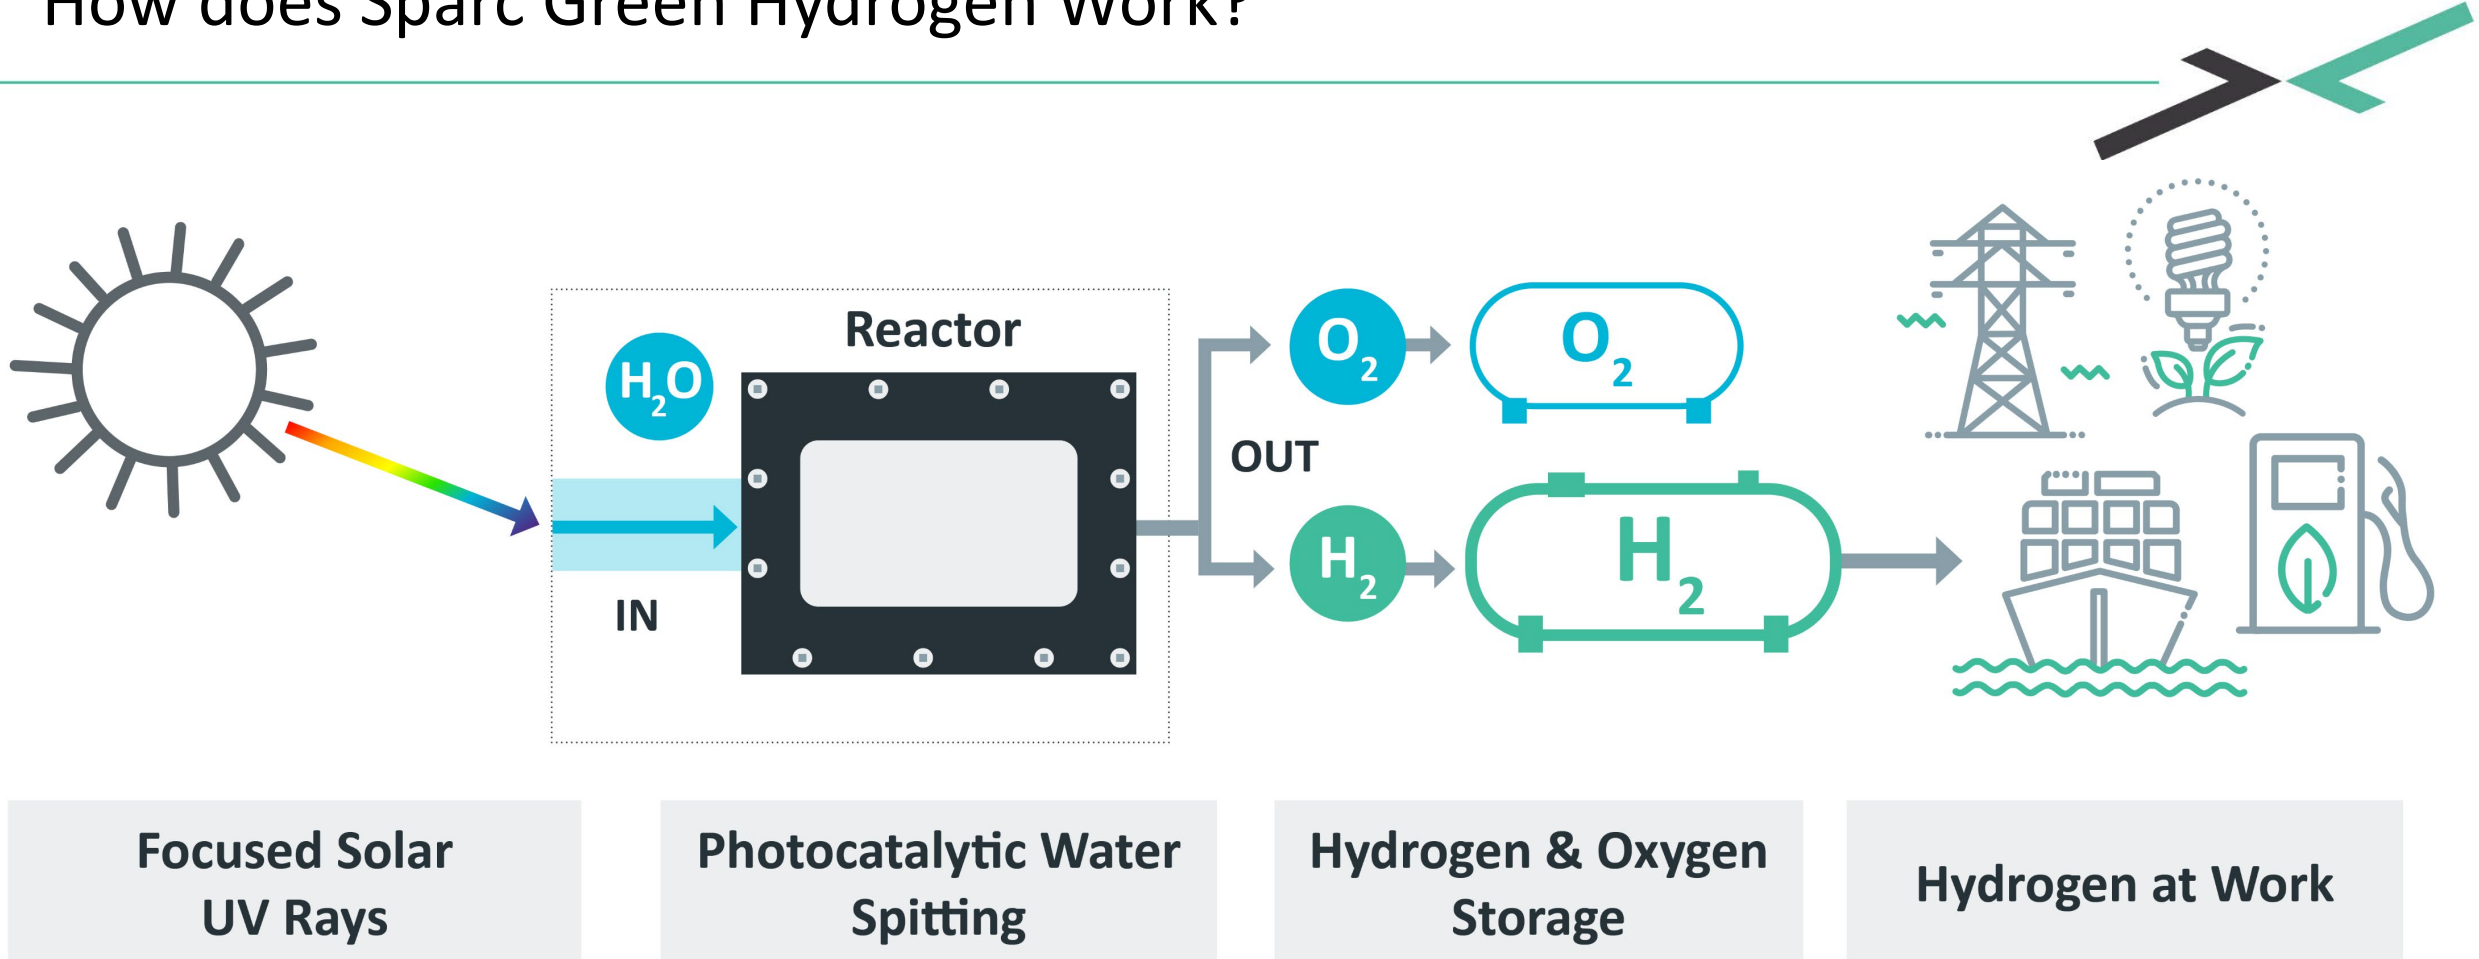 How does Sparc Green Hydrogen Work?
H2O
Reactor
IN
OUT
O2
O2
H2
H2
Focused Solar
UV Rays
Photocatalytic Water
Spitting
Hydrogen & Oxygen
Storage
Hydrogen at Work